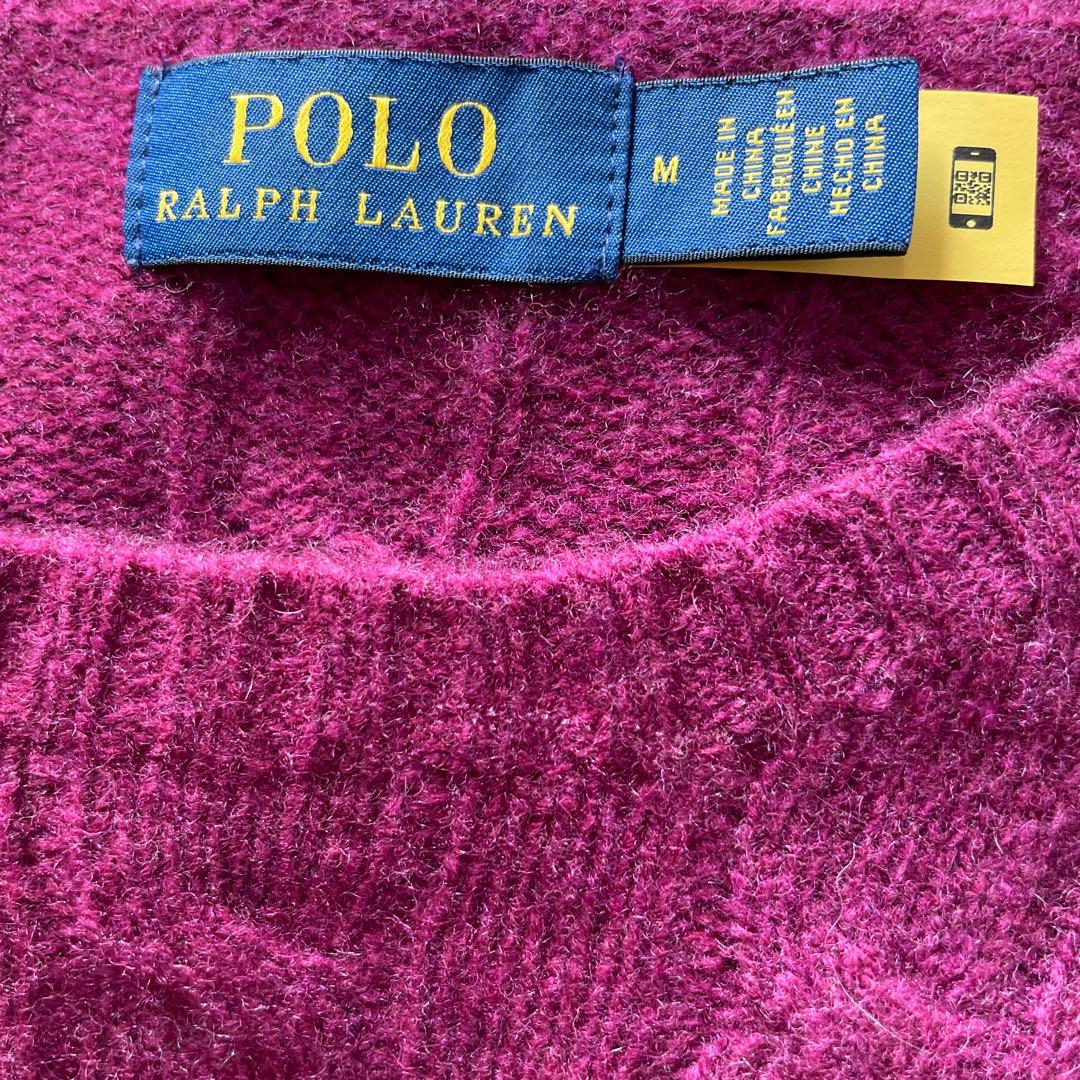 POLO
RALPH LAUREN
M
MADE IN
CHINA
FABRIQUÉ EN
CHINE
HECHO EN
CHINA